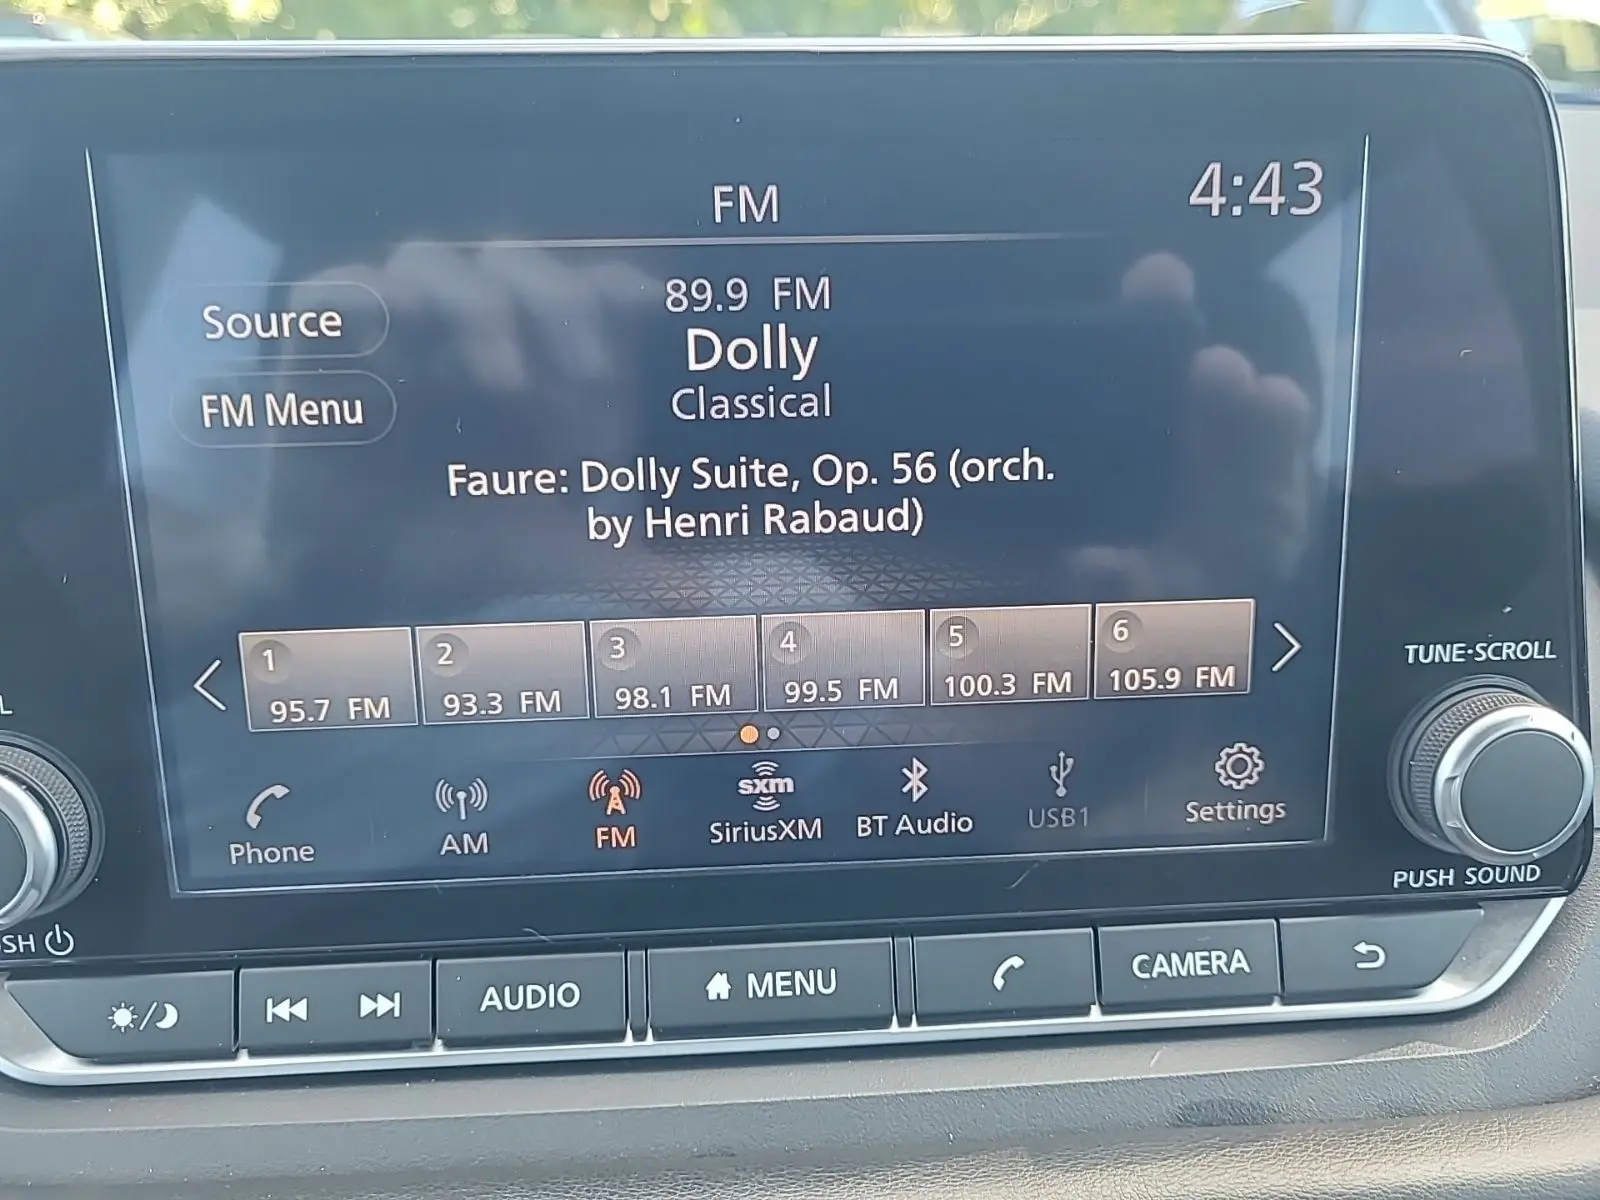 FM
4:43
89.9 FM
Source
Dolly
FM Menu
Classical
Faure: Dolly Suite, Op. 56 (orch.
by Henri Rabaud)
1
2
3
4
5
6
95.7 FM
93.3 FM
98.1 FM
99.5 FM
100.3 FM
105.9 FM
TUNE·SCROLL
Phone
AM
FM
sxm
SiriusXM
BT Audio
USB1
Settings
PUSH SOUND
AUDIO
MENU
CAMERA